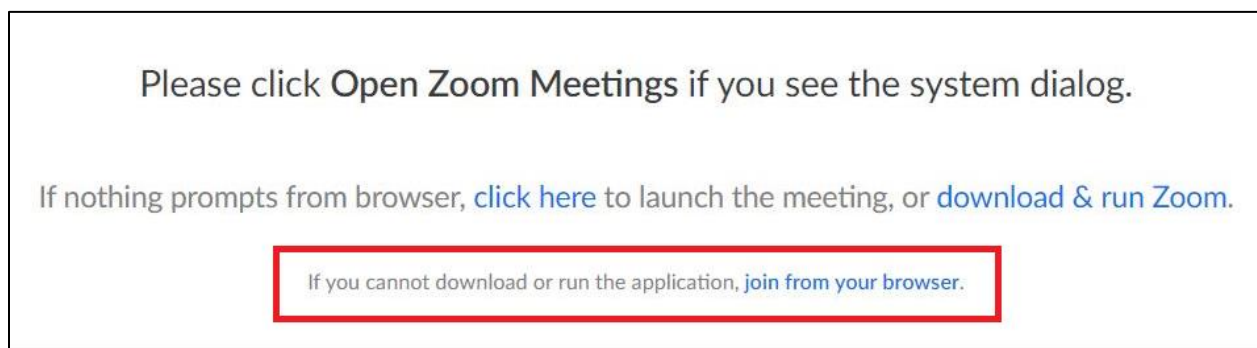 Please click Open Zoom Meetings if you see the system dialog.
If nothing prompts from browser, click here to launch the meeting, or download & run Zoom.
If you cannot download or run the application, join from your browser.